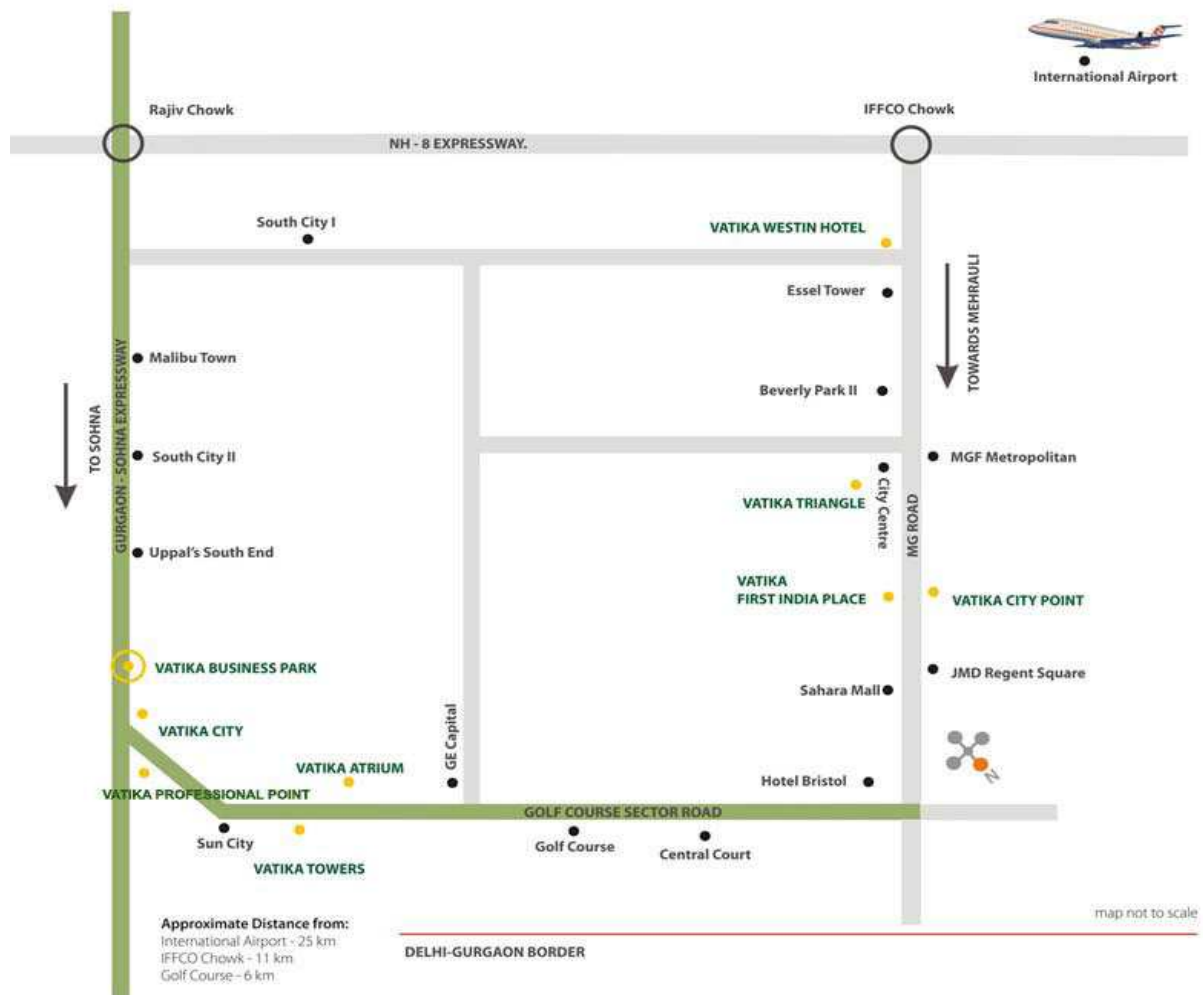 International Airport
Rajiv Chowk
IFFCO Chowk
NH - 8 EXPRESSWAY.
South City I
VATIKA WESTIN HOTEL
Essel Tower
TOWARDS MEHRAULI
Malibu Town
Beverly Park II
TO SOHNA
GURGAON - SOHNA EXPRESSWAY
South City II
MGF Metropolitan
City Centre
VATIKA TRIANGLE
MG ROAD
Uppal's South End
VATIKA
FIRST INDIA PLACE
VATIKA CITY POINT
VATIKA BUSINESS PARK
JMD Regent Square
Sahara Mall
VATIKA CITY
GE Capital
VATIKA ATRIUM
Hotel Bristol
N
VATIKA PROFESSIONAL POINT
GOLF COURSE SECTOR ROAD
Sun City
Golf Course
Central Court
VATIKA TOWERS
map not to scale
Approximate Distance from:
International Airport - 25 km
IFFCO Chowk - 11 km
Golf Course - 6 km
DELHI-GURGAON BORDER